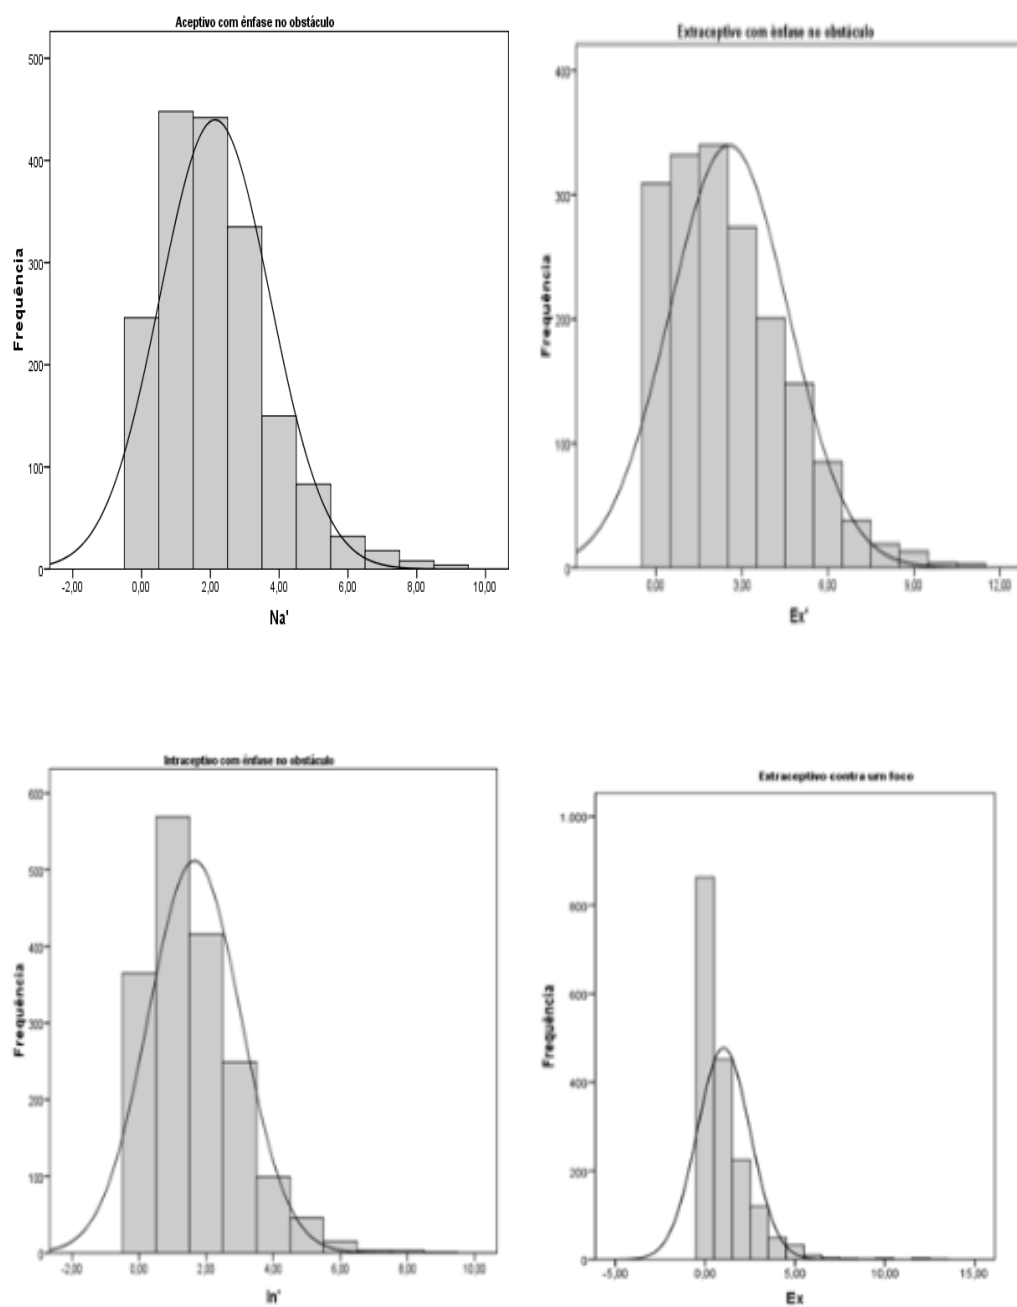 Aceptivo com ênfase no obstáculo
500
400
300
200
100
0
Frequência
-2,00 0,00 2,00 4,00 6,00 8,00 10,00
Na'
Extraceptivo com ênfase no obstáculo
400
300
200
100
0
Frequência
0,00 3,00 6,00 9,00 12,00
Ex'
Intraceptivo com ênfase no obstáculo
600
500
400
300
200
100
0
Frequência
-2,00 0,00 2,00 4,00 6,00 8,00 10,00
In'
Extraceptivo contra um foco
1.000
800
600
400
200
0
Frequência
-5,00 0,00 5,00 10,00 15,00
Ex